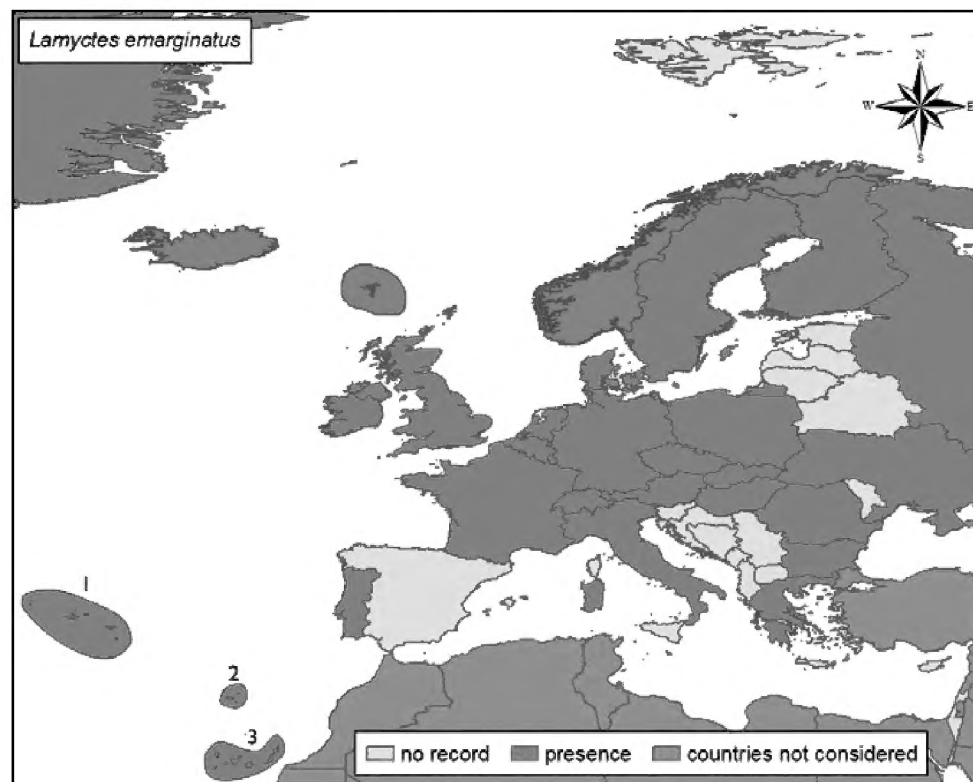 Lamyctes emarginatus
N
W E
S
1
2
3
no record presence countries not considered